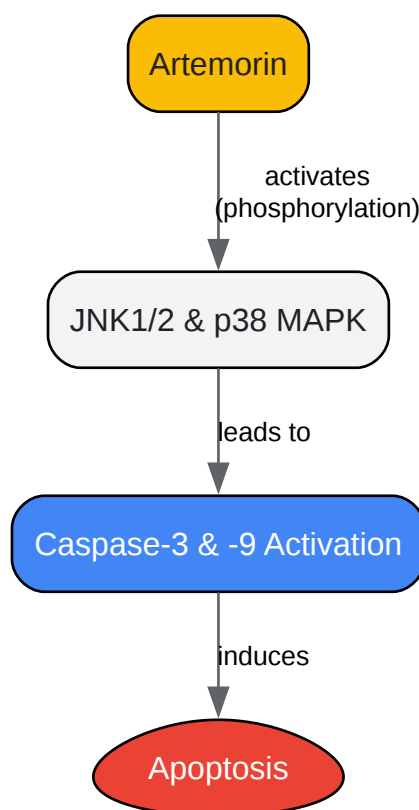 Artemorin
activates
(phosphorylation)
JNK1/2 & p38 MAPK
leads to
Caspase-3 & -9 Activation
induces
Apoptosis